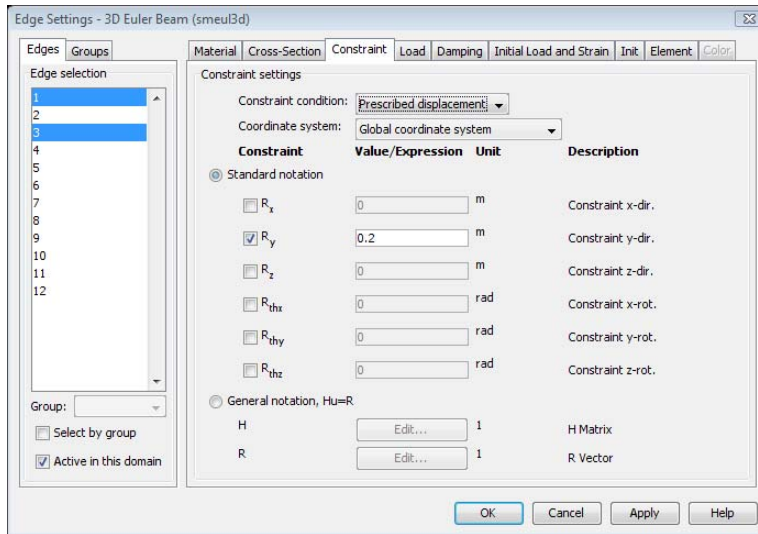 Edge Settings - 3D Euler Beam (smeul3d)
Edges Groups
Material Cross-Section Constraint Load Damping Initial Load and Strain Init Element Color
Edge selection
1
2
3
4
5
6
7
8
9
10
11
12
Group:
Select by group
Active in this domain
Constraint settings
Constraint condition: Prescribed displacement
Coordinate system: Global coordinate system
Constraint Value/Expression Unit Description
Standard notation
Rx 0 m Constraint x-dir.
Ry 0.2 m Constraint y-dir.
Rz 0 m Constraint z-dir.
Rthx 0 rad Constraint x-rot.
Rthy 0 rad Constraint y-rot.
Rthz 0 rad Constraint z-rot.
General notation, Hu=R
H Edit... 1 H Matrix
R Edit... 1 R Vector
OK Cancel Apply Help